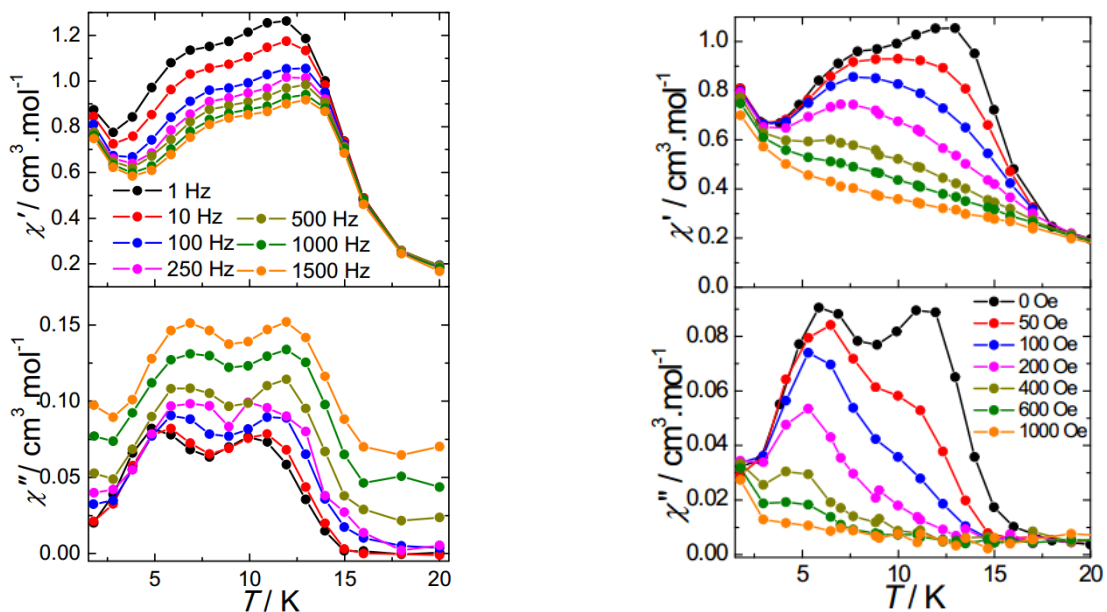 χ′ / cm³.mol⁻¹
1.2
1.0
0.8
0.6
0.4
0.2
1 Hz
10 Hz
100 Hz
250 Hz
500 Hz
1000 Hz
1500 Hz
χ″/ cm³.mol⁻¹
0.15
0.10
0.05
0.00
5 10 15 20
T / K
χ′ / cm³.mol⁻¹
1.0
0.8
0.6
0.4
0.2
0.0
χ″ / cm³.mol⁻¹
0.08
0.06
0.04
0.02
0.00
0 Oe
50 Oe
100 Oe
200 Oe
400 Oe
600 Oe
1000 Oe
5 10 15 20
T / K